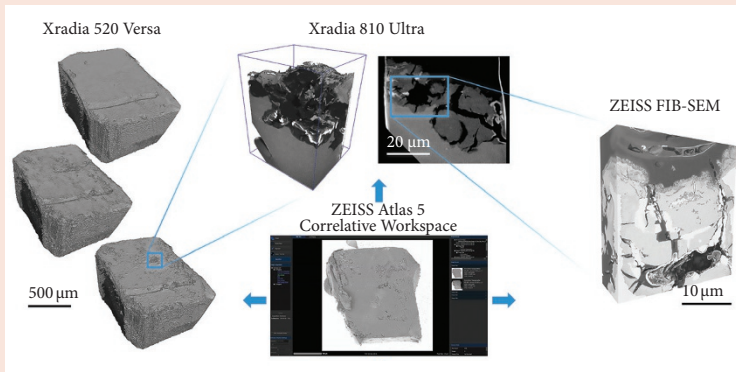 Xradia 520 Versa
Xradia 810 Ultra
ZEISS FIB-SEM
20 µm
ZEISS Atlas 5
Correlative Workspace
500 µm
10 µm